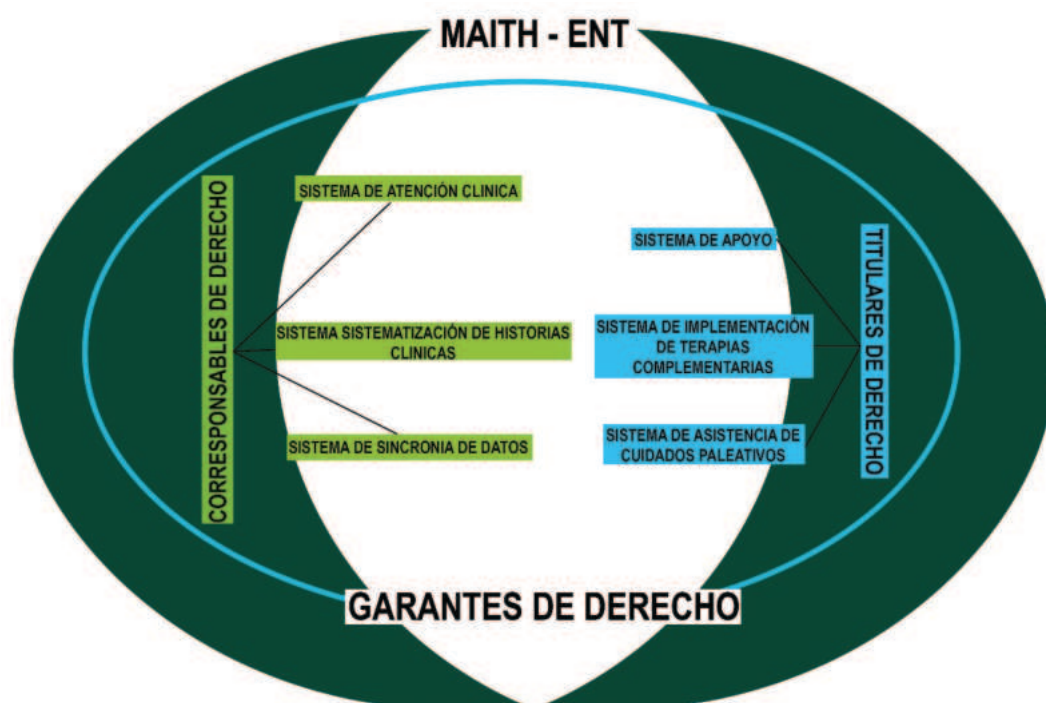 MAITH - ENT
CORRESPONSABLES DE DERECHO
SISTEMA DE ATENCIÓN CLINICA
SISTEMA SISTEMATIZACIÓN DE HISTORIAS
CLINICAS
SISTEMA DE SINCRONIA DE DATOS
SISTEMA DE APOYO
SISTEMA DE IMPLEMENTACIÓN
DE TERAPIAS
COMPLEMENTARIAS
SISTEMA DE ASISTENCIA DE
CUIDADOS PALEATIVOS
TITULARES DE DERECHO
GARANTES DE DERECHO